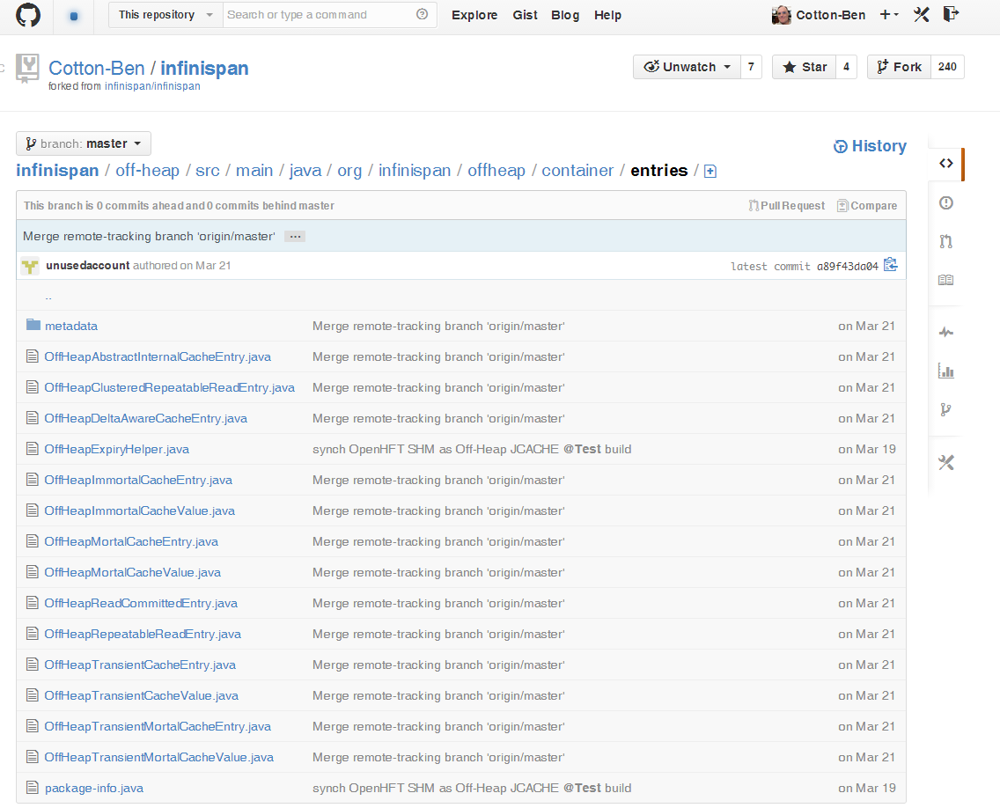 This repository Search or type a command Explore Gist Blog Help Cotton-Ben
Cotton-Ben / infinispan Unwatch 7 Star 4 Fork 240
forked from infinispan/infinispan
branch: master History
infinispan / off-heap / src / main / java / org / infinispan / offheap / container / entries /
This branch is 0 commits ahead and 0 commits behind master Pull Request Compare
Merge remote-tracking branch 'origin/master' ...
unusedaccount authored on Mar 21 latest commit a89f43da04
..
metadata Merge remote-tracking branch 'origin/master' on Mar 21
OffHeapAbstractInternalCacheEntry.java Merge remote-tracking branch 'origin/master' on Mar 21
OffHeapClusteredRepeatableReadEntry.java Merge remote-tracking branch 'origin/master' on Mar 21
OffHeapDeltaAwareCacheEntry.java Merge remote-tracking branch 'origin/master' on Mar 21
OffHeapExpiryHelper.java synch OpenHFT SHM as Off-Heap JCACHE @Test build on Mar 19
OffHeapImmortalCacheEntry.java Merge remote-tracking branch 'origin/master' on Mar 21
OffHeapImmortalCacheValue.java Merge remote-tracking branch 'origin/master' on Mar 21
OffHeapMortalCacheEntry.java Merge remote-tracking branch 'origin/master' on Mar 21
OffHeapMortalCacheValue.java Merge remote-tracking branch 'origin/master' on Mar 21
OffHeapReadCommittedEntry.java Merge remote-tracking branch 'origin/master' on Mar 21
OffHeapRepeatableReadEntry.java Merge remote-tracking branch 'origin/master' on Mar 21
OffHeapTransientCacheEntry.java Merge remote-tracking branch 'origin/master' on Mar 21
OffHeapTransientCacheValue.java Merge remote-tracking branch 'origin/master' on Mar 21
OffHeapTransientMortalCacheEntry.java Merge remote-tracking branch 'origin/master' on Mar 21
OffHeapTransientMortalCacheValue.java Merge remote-tracking branch 'origin/master' on Mar 21
package-info.java synch OpenHFT SHM as Off-Heap JCACHE @Test build on Mar 19